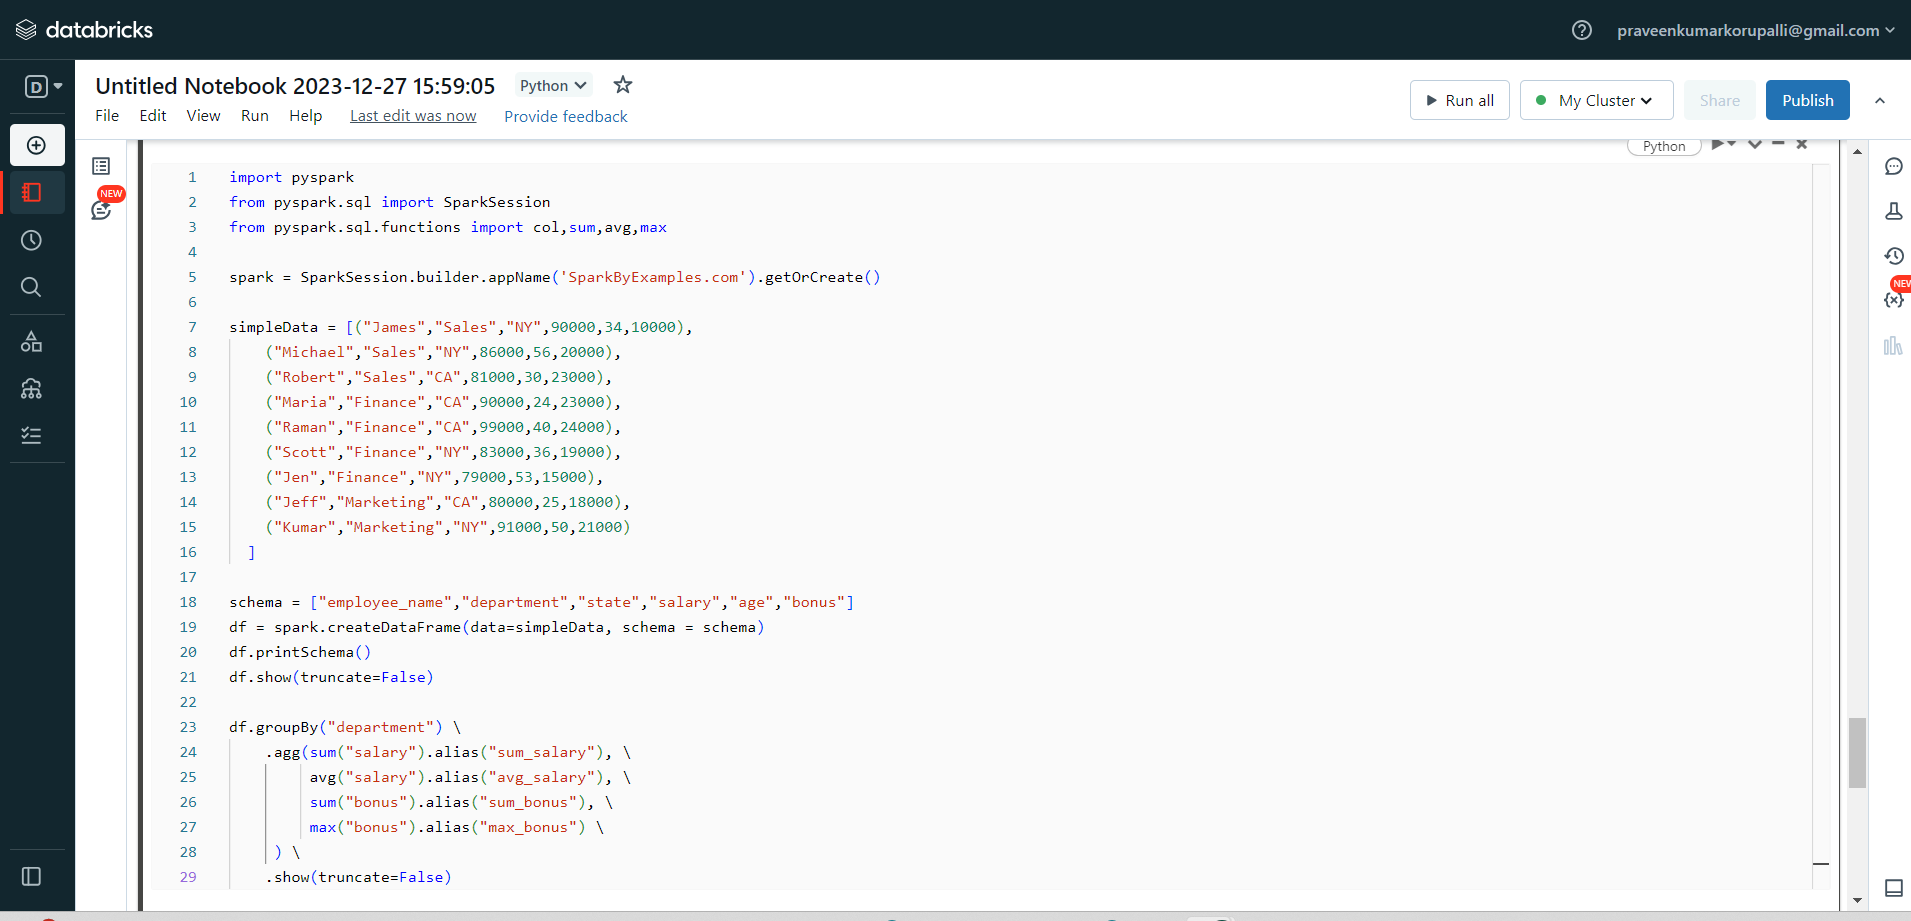 databricks
praveenkumarkorupalli@gmail.com
D
Untitled Notebook 2023-12-27 15:59:05 Python
File Edit View Run Help Last edit was now Provide feedback
Run all My Cluster Share Publish
NEW
Python
NEW
1 import pyspark
2 from pyspark.sql import SparkSession
3 from pyspark.sql.functions import col,sum,avg,max
4
5 spark = SparkSession.builder.appName('SparkByExamples.com').getOrCreate()
6
7 simpleData = [("James","Sales","NY",90000,34,10000),
8 ("Michael","Sales","NY",86000,56,20000),
9 ("Robert","Sales","CA",81000,30,23000),
10 ("Maria","Finance","CA",90000,24,23000),
11 ("Raman","Finance","CA",99000,40,24000),
12 ("Scott","Finance","NY",83000,36,19000),
13 ("Jen","Finance","NY",79000,53,15000),
14 ("Jeff","Marketing","CA",80000,25,18000),
15 ("Kumar","Marketing","NY",91000,50,21000)
16 ]
17
18 schema = ["employee_name","department","state","salary","age","bonus"]
19 df = spark.createDataFrame(data=simpleData, schema = schema)
20 df.printSchema()
21 df.show(truncate=False)
22
23 df.groupBy("department") \
24 .agg(sum("salary").alias("sum_salary"), \
25 avg("salary").alias("avg_salary"), \
26 sum("bonus").alias("sum_bonus"), \
27 max("bonus").alias("max_bonus") \
28 ) \
29 .show(truncate=False)